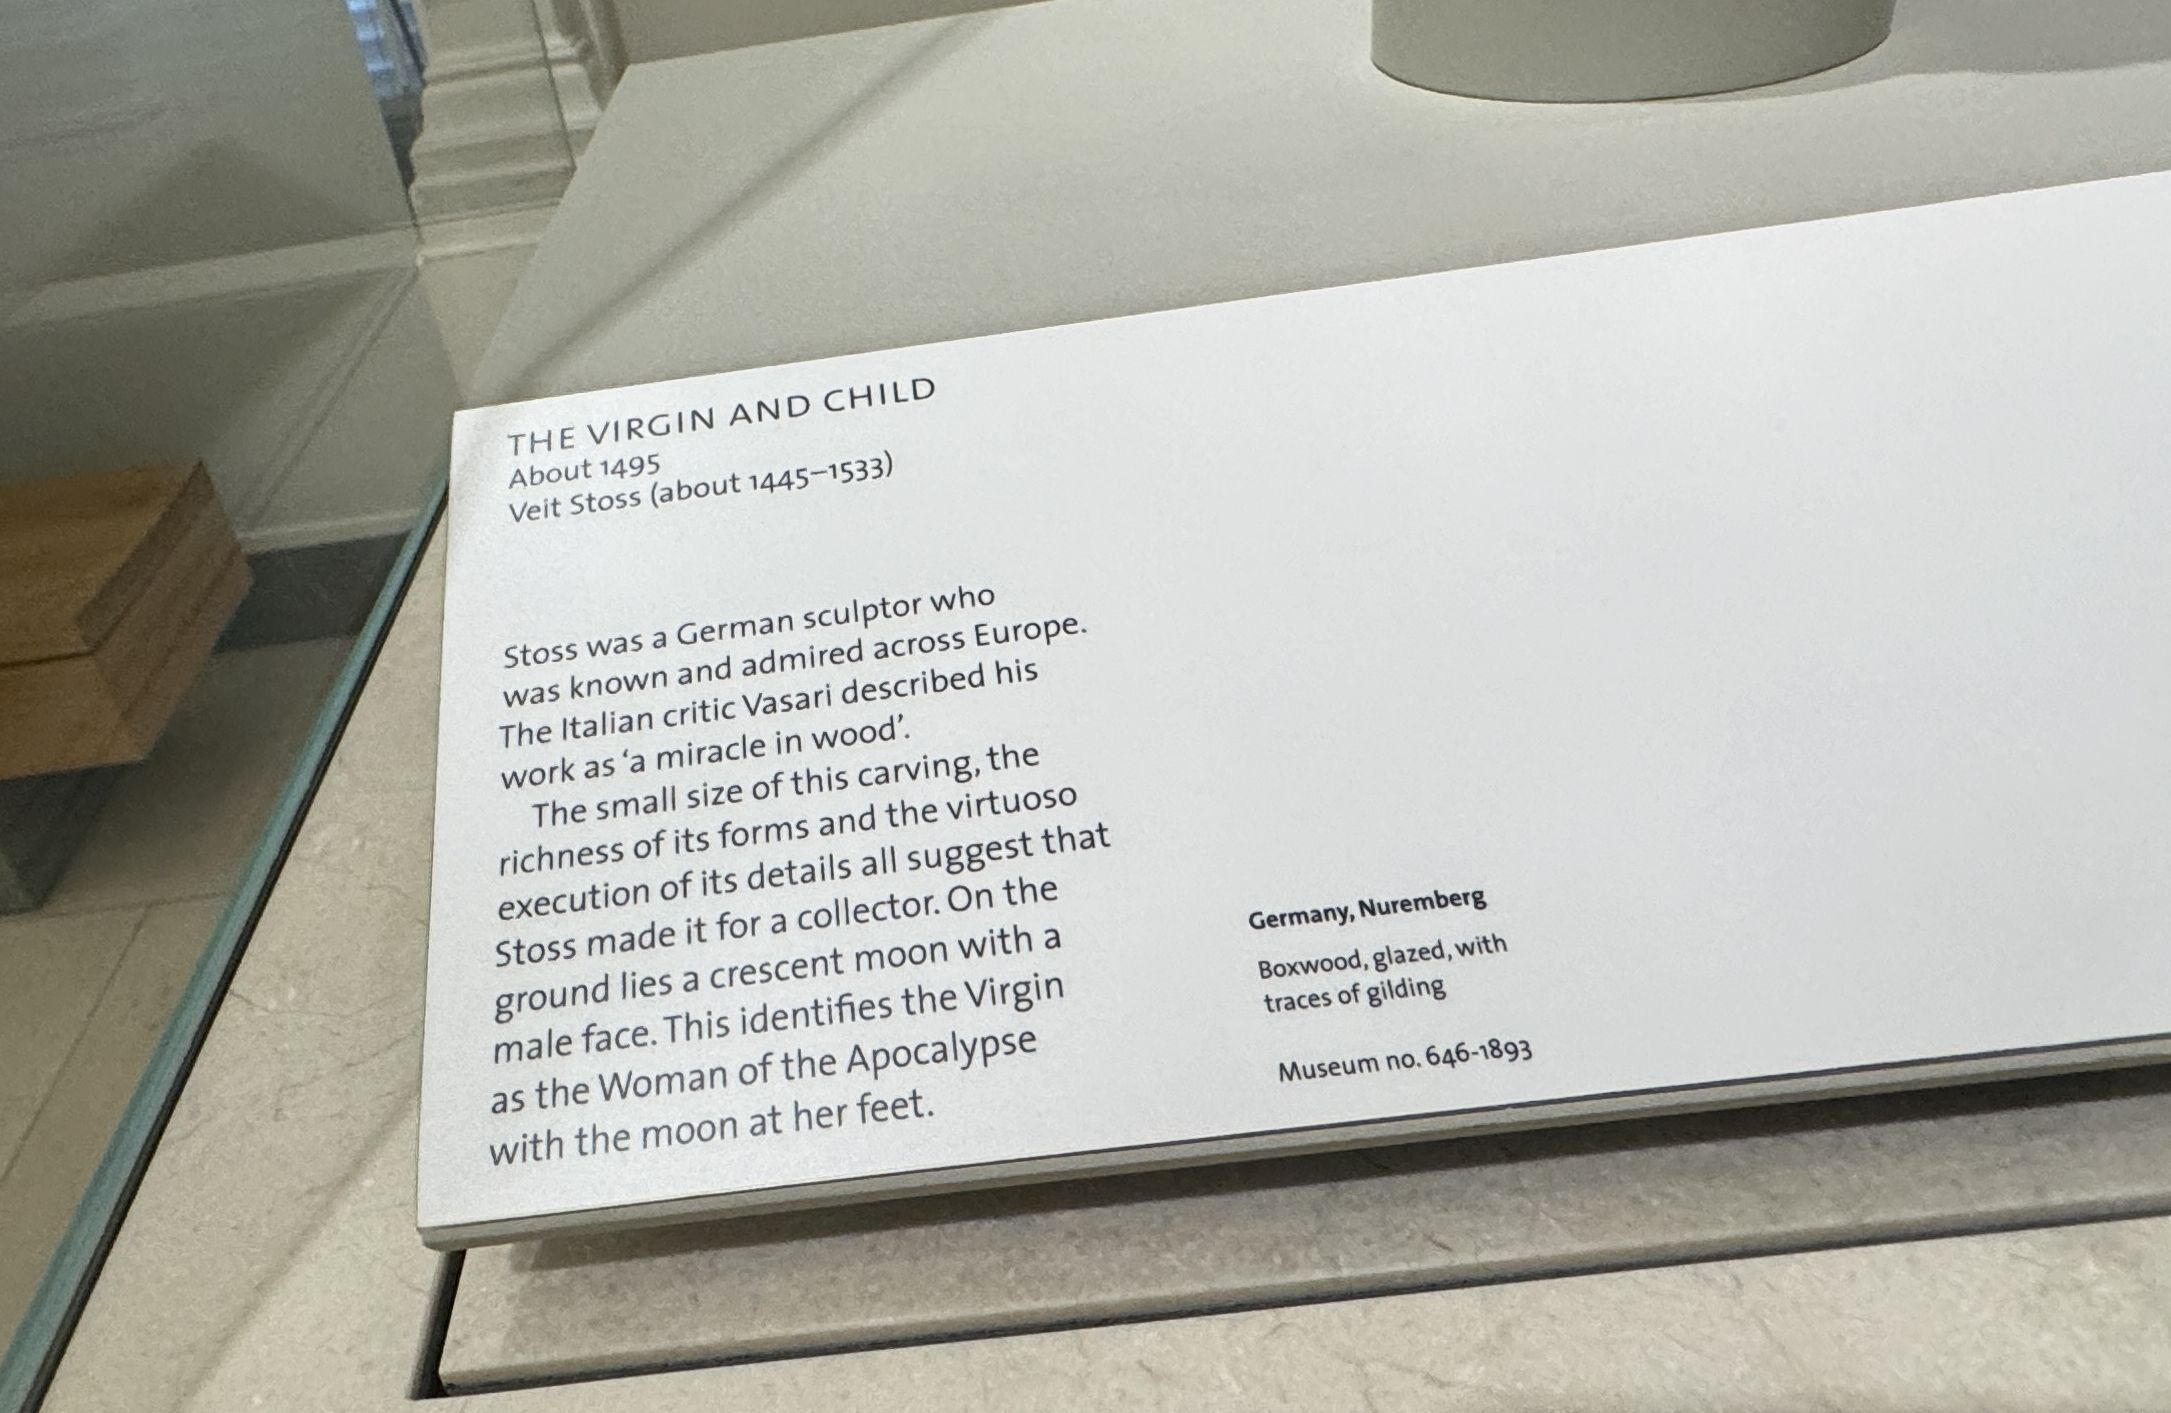 THE VIRGIN AND CHILD
About 1495
Veit Stoss (about 1445–1533)
Stoss was a German sculptor who
was known and admired across Europe.
The Italian critic Vasari described his
work as ‘a miracle in wood’.
The small size of this carving, the
richness of its forms and the virtuoso
execution of its details all suggest that
Stoss made it for a collector. On the
ground lies a crescent moon with a
male face. This identifies the Virgin
as the Woman of the Apocalypse
with the moon at her feet.
Germany, Nuremberg
Boxwood, glazed, with
traces of gilding
Museum no. 646-1893